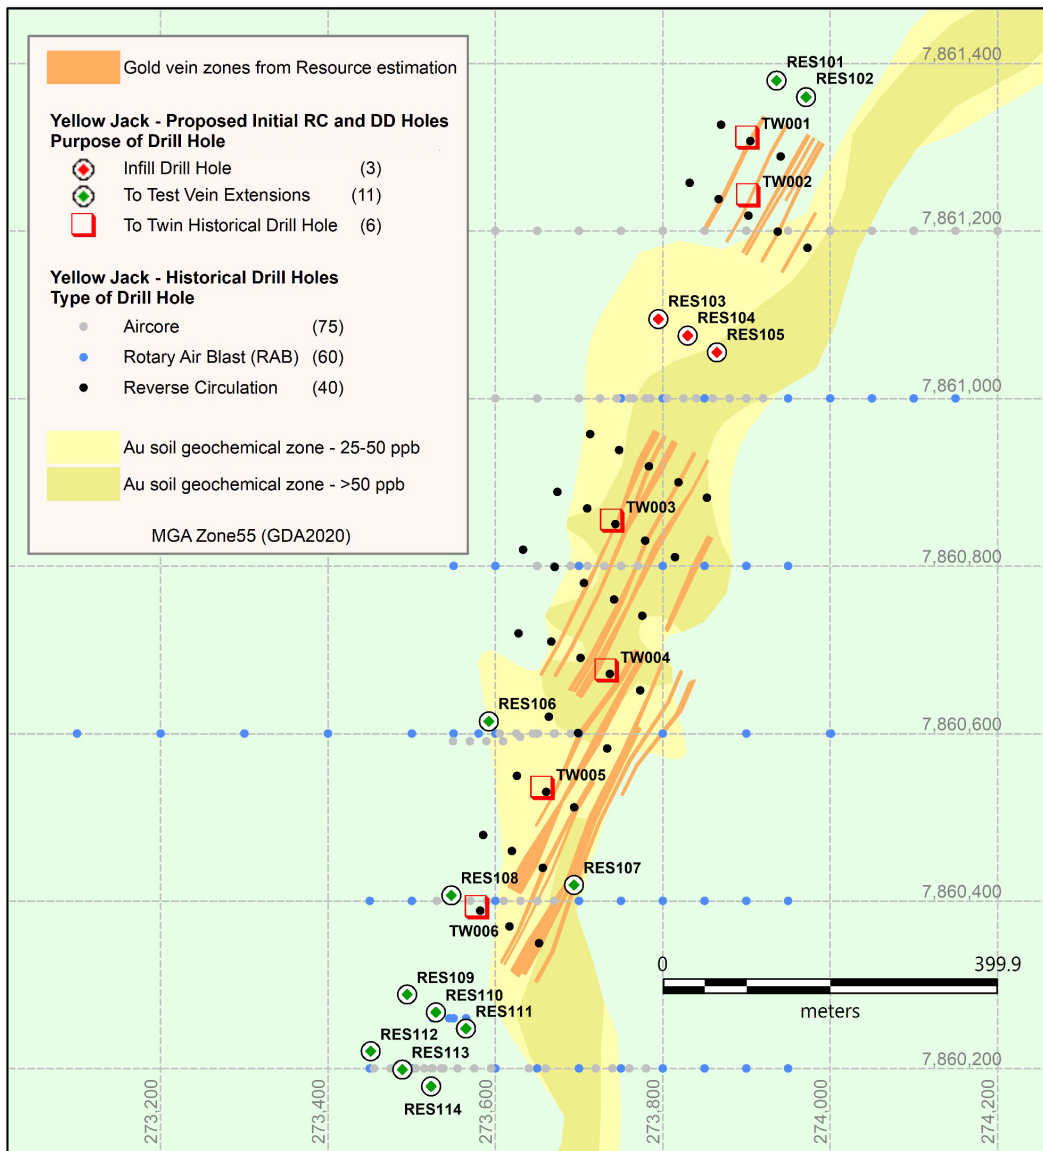 Gold vein zones from Resource estimation
Yellow Jack - Proposed Initial RC and DD Holes
Purpose of Drill Hole
Infill Drill Hole (3)
To Test Vein Extensions (11)
To Twin Historical Drill Hole (6)
Yellow Jack - Historical Drill Holes
Type of Drill Hole
Aircore (75)
Rotary Air Blast (RAB) (60)
Reverse Circulation (40)
Au soil geochemical zone - 25-50 ppb
Au soil geochemical zone - >50 ppb
MGA Zone55 (GDA2020)
7,861,400
RES101
RES102
TW001
TW002
7,861,200
RES103
RES104
RES105
7,861,000
TW003
7,860,800
TW004
RES106
7,860,600
TW005
RES107
RES108
7,860,400
TW006
RES109
RES110
RES111
RES112
RES113
RES114
0 399.9
meters
7,860,200
273,200
273,400
273,600
273,800
274,000
274,200